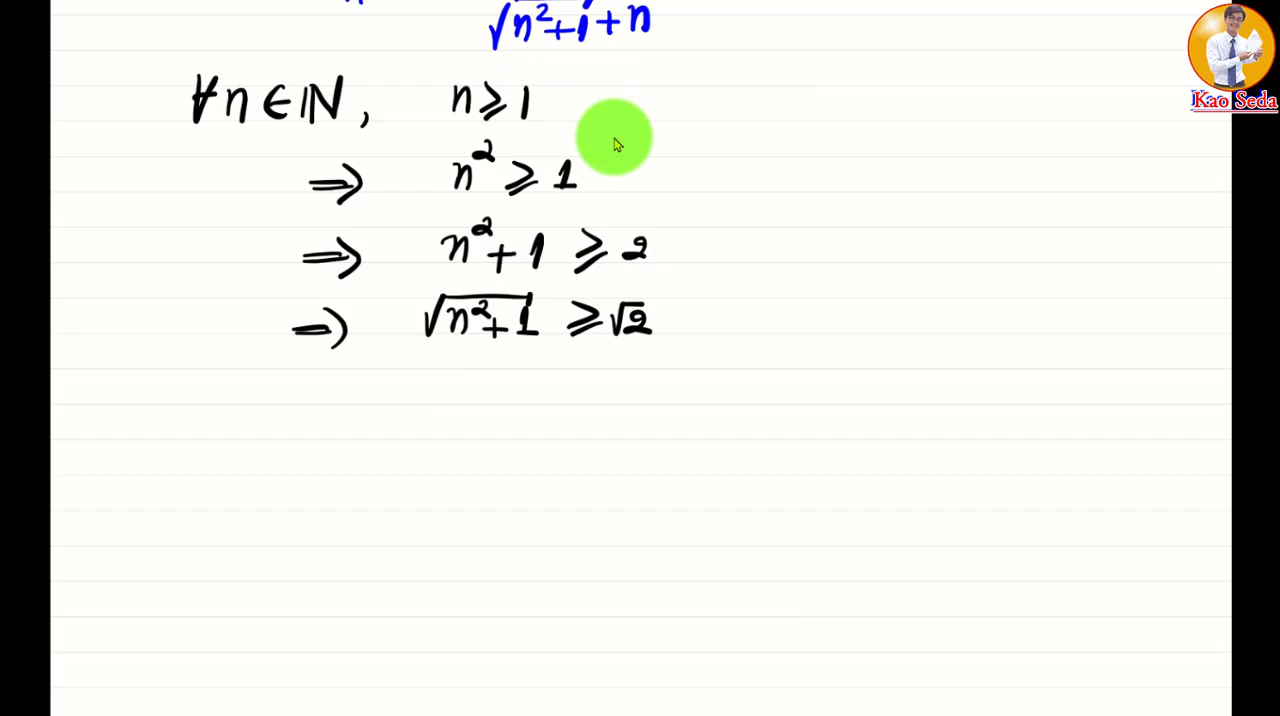 √n²+1 + n
∀n∈ℕ, n ⩾ 1
⇒ n² ⩾ 1
⇒ n²+1 ⩾ 2
⇒ √n²+1 ⩾ √2
Kao Seda